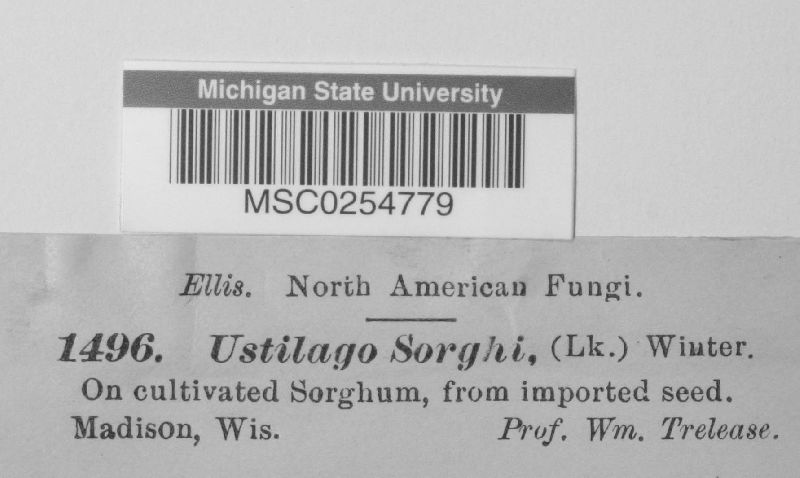 Michigan State University
MSC0254779
Ellis. North American Fungi.
1496. Ustilago Sorghi, (Lk.) Winter.
On cultivated Sorghum, from imported seed.
Madison, Wis. Prof. Wm. Trelease.